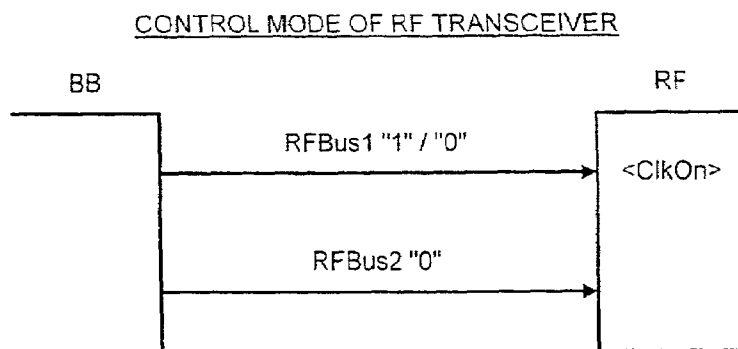 CONTROL MODE OF RF TRANSCEIVER
BB
RF
RFBus1 "1" / "0"
<ClkOn>
RFBus2 "0"